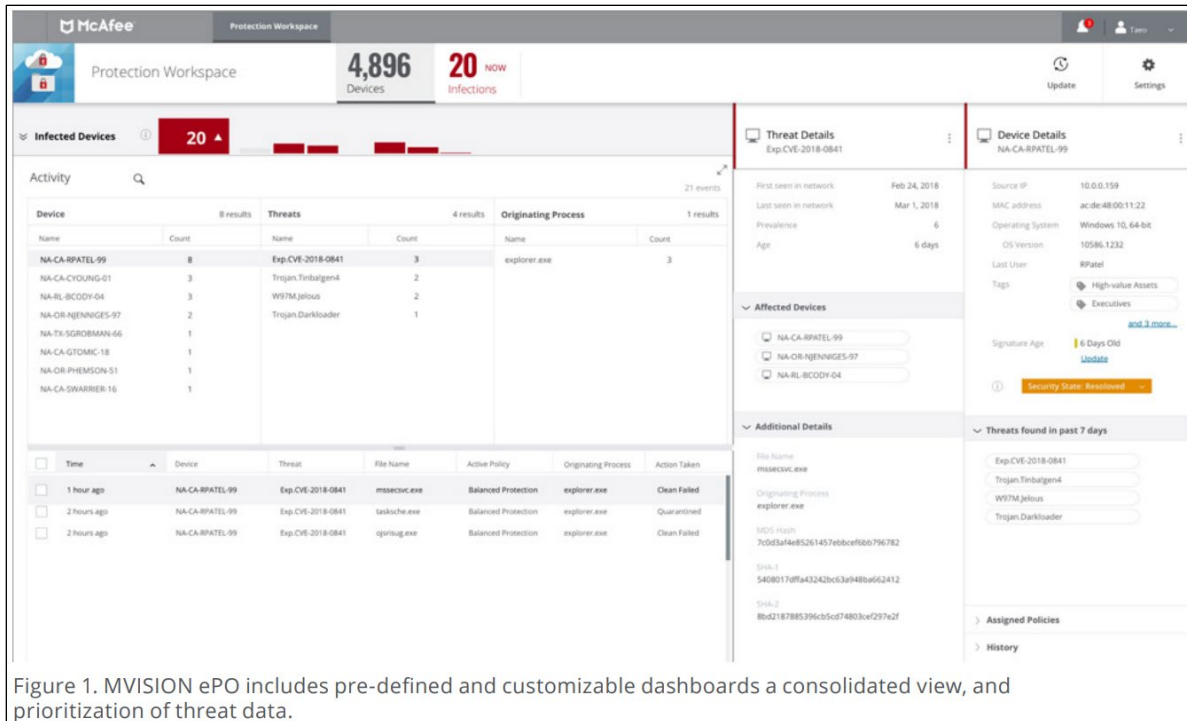 McAfee
Protection Workspace
3
Taro
Protection Workspace
4,896
Devices
20 NOW
Infections
Update
Settings
Infected Devices
20
Activity
21 events
Device 8 results Threats 4 results Originating Process 1 results
Name Count Name Count Name Count
NA-CA-RPATEL-99 8 Exp.CVE-2018-0841 3 explorer.exe 3
NA-CA-CYOUNG-01 3 Trojan.Tinbatgen4 2
NA-RL-BCODY-04 3 W97M.Jelous 2
NA-OR-NJENNIGES-97 2 Trojan.Darkloader 1
NA-TX-SGROBMAN-66 1
NA-CA-GTOMIC-18 1
NA-OR-PHEMSON-51 1
NA-CA-SWARRIER-16 1
Time Device Threat File Name Active Policy Originating Process Action Taken
1 hour ago NA-CA-RPATEL-99 Exp.CVE-2018-0841 mssecsvc.exe Balanced Protection explorer.exe Clean Failed
2 hours ago NA-CA-RPATEL-99 Exp.CVE-2018-0841 tasksche.exe Balanced Protection explorer.exe Quarantined
2 hours ago NA-CA-RPATEL-99 Exp.CVE-2018-0841 ojsrisug.exe Balanced Protection explorer.exe Clean Failed
Threat Details
Exp.CVE-2018-0841
First seen in network Feb 24, 2018
Last seen in network Mar 1, 2018
Prevalence 6
Age 6 days
Affected Devices
NA-CA-RPATEL-99
NA-OR-NJENNIGES-97
NA-RL-BCODY-04
Additional Details
File Name
mssecsvc.exe
Originating Process
explorer.exe
MD5 Hash
7c0d3af4e85261457ebbcef6bb796782
SHA-1
5408017dffa43242bc63a948ba662412
SHA-2
8bd2187885396cb5cd74803cef297e2f
Device Details
NA-CA-RPATEL-99
Source IP 10.0.0.159
MAC address ac:de:48:00:11:22
Operating System Windows 10, 64-bit
OS Version 10586.1232
Last User RPatel
Tags High-value Assets
Executives
and 3 more...
Signature Age 6 Days Old
Update
Security State: Resoloved
Threats found in past 7 days
Exp.CVE-2018-0841
Trojan.Tinbatgen4
W97M.Jelous
Trojan.Darkloader
Assigned Policies
History
Figure 1. MVISION ePO includes pre-defined and customizable dashboards a consolidated view, and
prioritization of threat data.